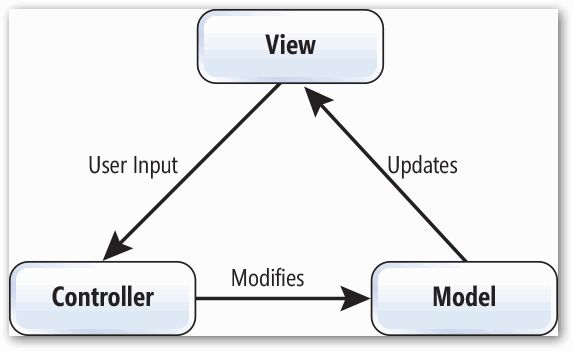 View
User Input
Updates
Modifies
Controller
Model